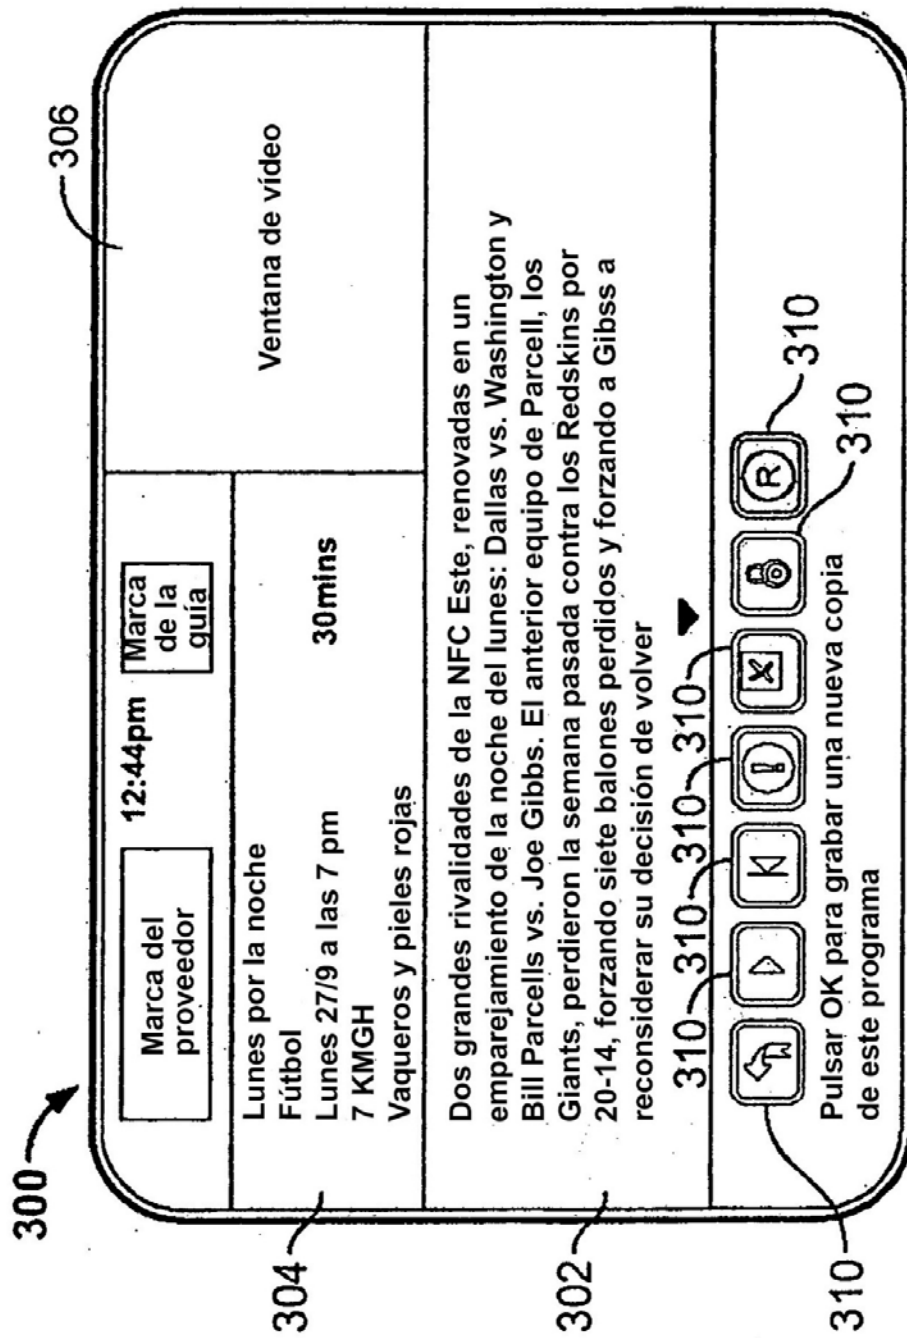 300
306
Marca del
proveedor
12:44pm
Marca
de la
guía
Ventana de vídeo
304
Lunes por la noche
Fútbol
Lunes 27/9 a las 7 pm
30mins
7 KMGH
Vaqueros y pieles rojas
302
Dos grandes rivalidades de la NFC Este, renovadas en un
emparejamiento de la noche del lunes: Dallas vs. Washington y
Bill Parcells vs. Joe Gibbs. El anterior equipo de Parcell, los
Giants, perdieron la semana pasada contra los Redskins por
20-14, forzando siete balones perdidos y forzando a Gibss a
reconsiderar su decisión de volver
310
310
310
310
R
310
310
310
Pulsar OK para grabar una nueva copia
de este programa